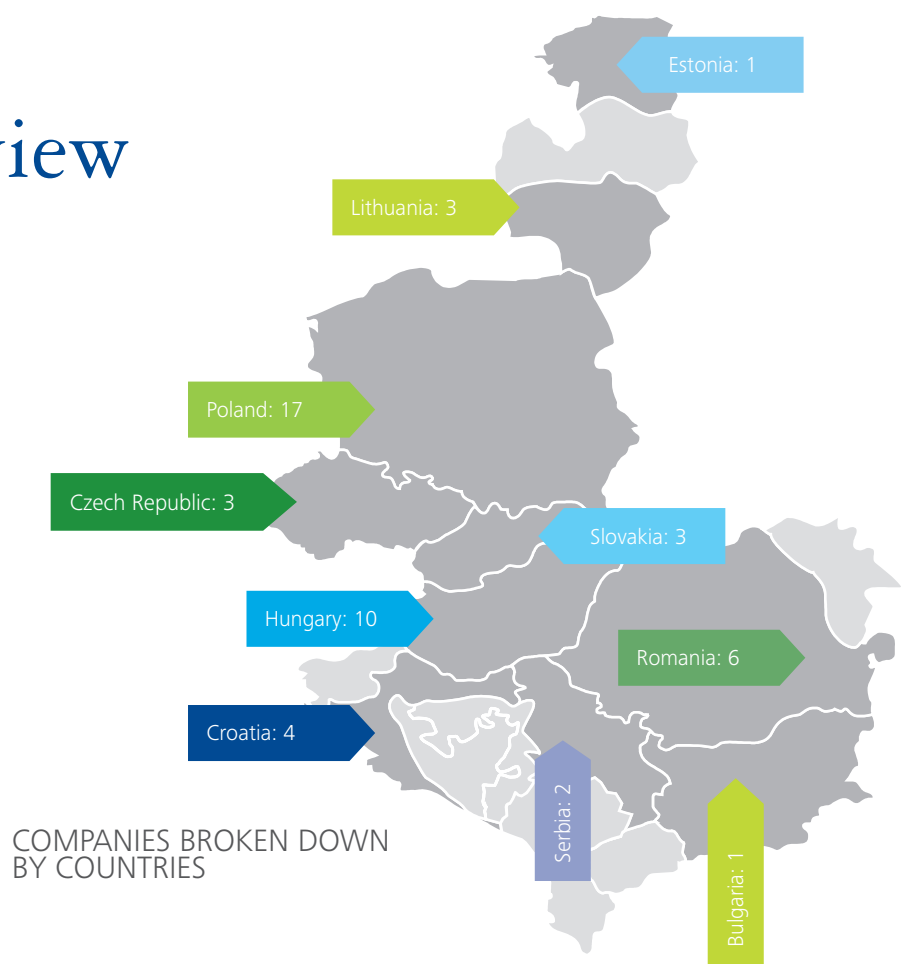 view
Estonia: 1
Lithuania: 3
Poland: 17
Czech Republic: 3
Slovakia: 3
Hungary: 10
Romania: 6
Croatia: 4
Serbia: 2
Bulgaria: 1
COMPANIES BROKEN DOWN
BY COUNTRIES